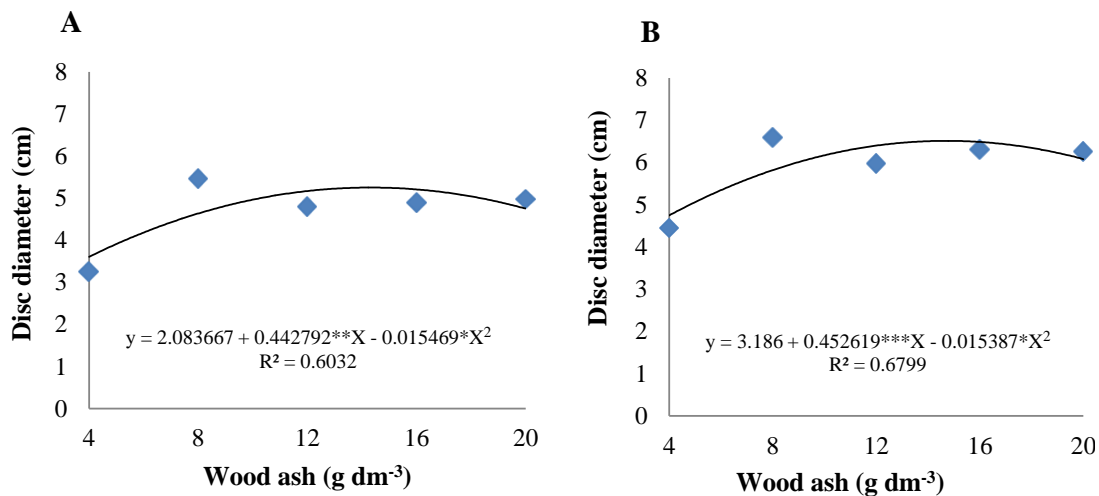 A
8
7
6
5
4
3
2
1
0
Disc diameter (cm)
y = 2.083667 + 0.442792**X - 0.015469*X²
R² = 0.6032
4 8 12 16 20
Wood ash (g dm⁻³)
B
8
7
6
5
4
3
2
1
0
Disc diameter (cm)
y = 3.186 + 0.452619***X - 0.015387*X²
R² = 0.6799
4 8 12 16 20
Wood ash (g dm⁻³)